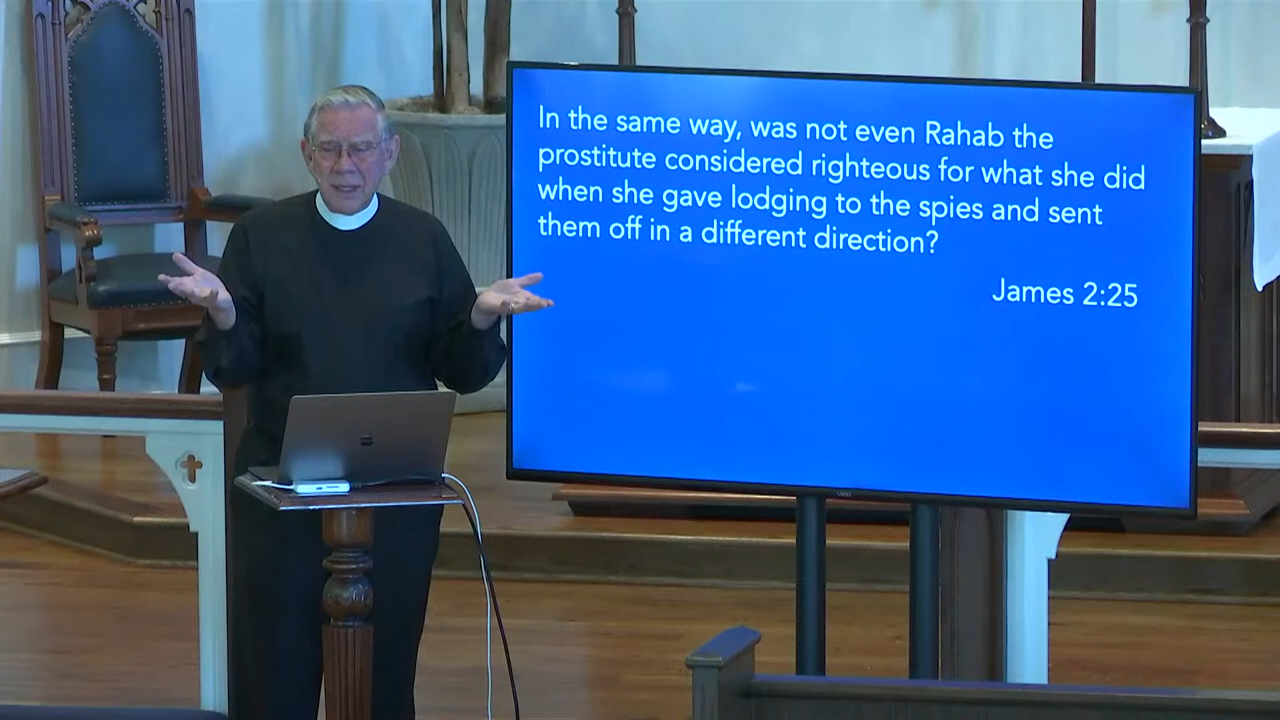 In the same way, was not even Rahab the
prostitute considered righteous for what she did
when she gave lodging to the spies and sent
them off in a different direction?
James 2:25